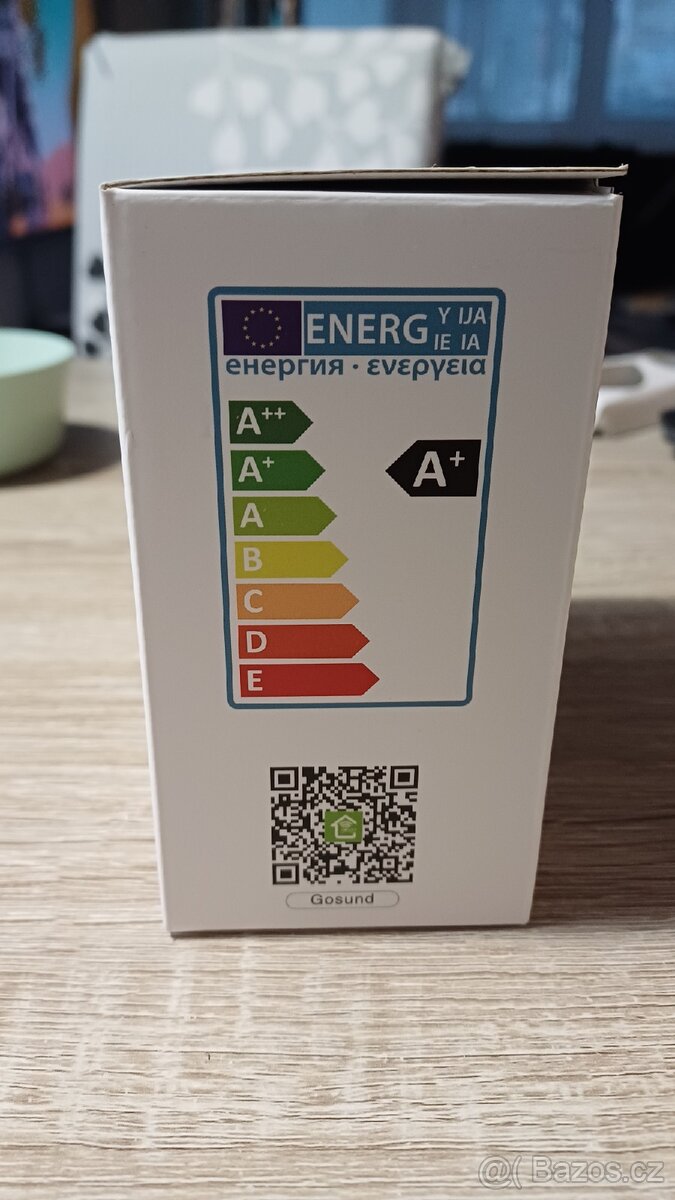 ENERG Y IJA
IE IA
енергия · ενεργεια
A++
A+
A+
A
B
C
D
E
Gosund
@( Bazos.cz